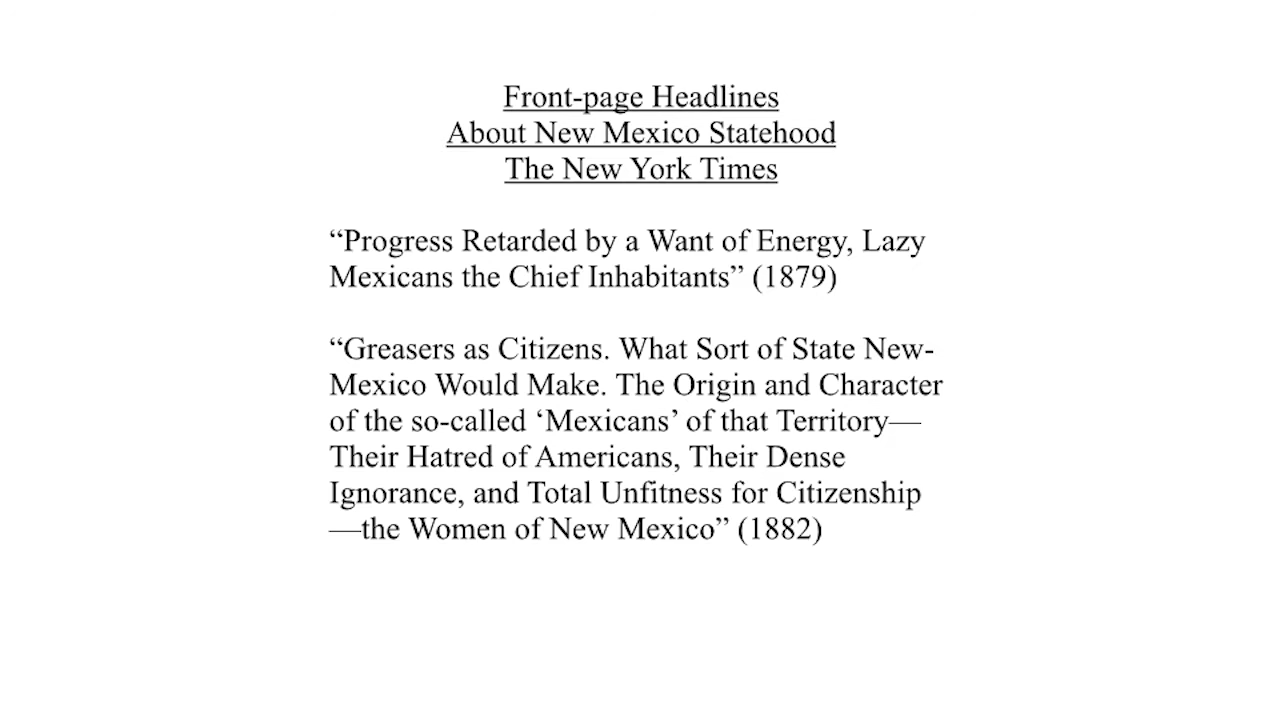 Front-page Headlines
About New Mexico Statehood
The New York Times
“Progress Retarded by a Want of Energy, Lazy
Mexicans the Chief Inhabitants” (1879)
“Greasers as Citizens. What Sort of State New-
Mexico Would Make. The Origin and Character
of the so-called ‘Mexicans’ of that Territory—
Their Hatred of Americans, Their Dense
Ignorance, and Total Unfitness for Citizenship
—the Women of New Mexico” (1882)